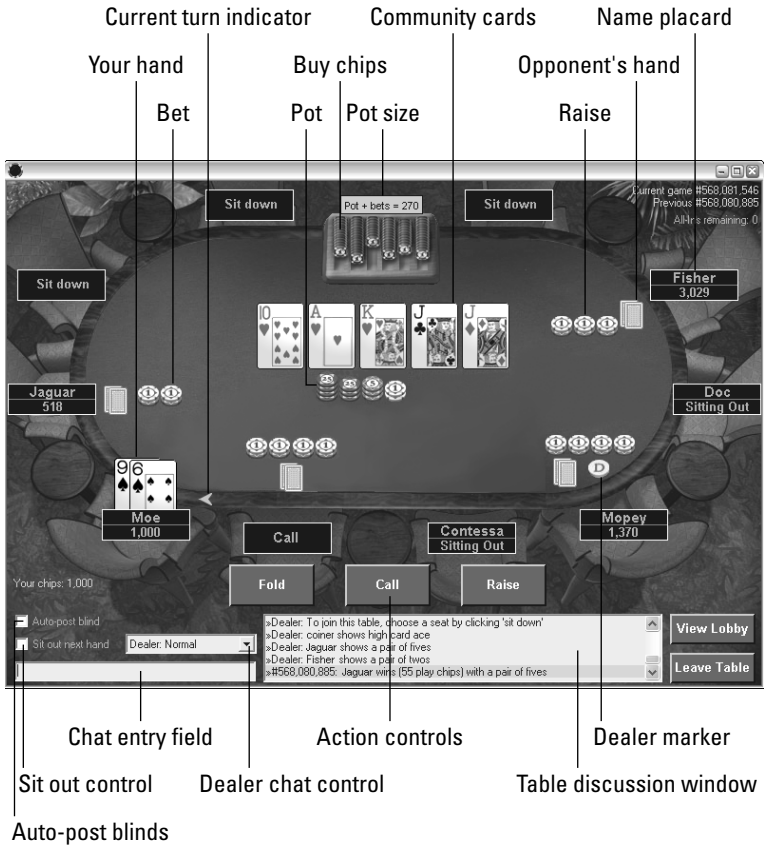 Current turn indicator
Community cards
Name placard
Your hand
Buy chips
Opponent's hand
Bet
Pot
Pot size
Raise
Current game #568,081,546
Previous #568,080,885
All-In's remaining: 0
Sit down
Pot + bets = 270
Sit down
Sit down
Fisher
3,029
10
A
K
J
J
Jaguar
518
Doc
Sitting Out
9
6
D
Moe
1,000
Call
Contessa
Sitting Out
Mopey
1,370
Your chips: 1,000
Fold
Call
Raise
Auto-post blind
Sit out next hand
Dealer: Normal
»Dealer: To join this table, choose a seat by clicking 'sit down'
»Dealer: coiner shows high card ace
»Dealer: Jaguar shows a pair of fives
»Dealer: Fisher shows a pair of twos
»#568,080,885: Jaguar wins (55 play chips) with a pair of fives
View Lobby
Leave Table
Chat entry field
Action controls
Dealer marker
Sit out control
Dealer chat control
Table discussion window
Auto-post blinds